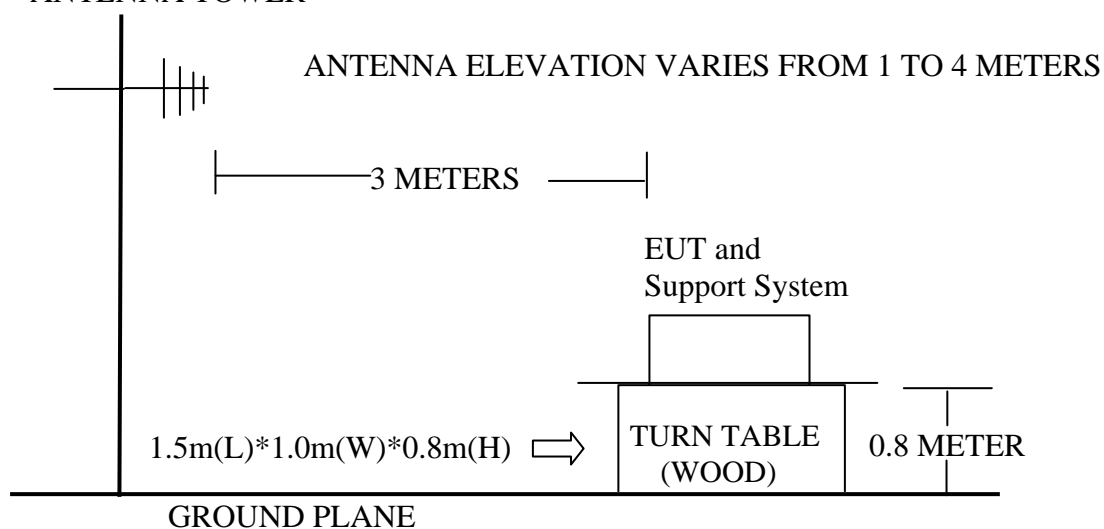 ANTENNA TOWER
ANTENNA ELEVATION VARIES FROM 1 TO 4 METERS
3 METERS
EUT and
Support System
1.5m(L)*1.0m(W)*0.8m(H)
TURN TABLE
(WOOD)
0.8 METER
GROUND PLANE